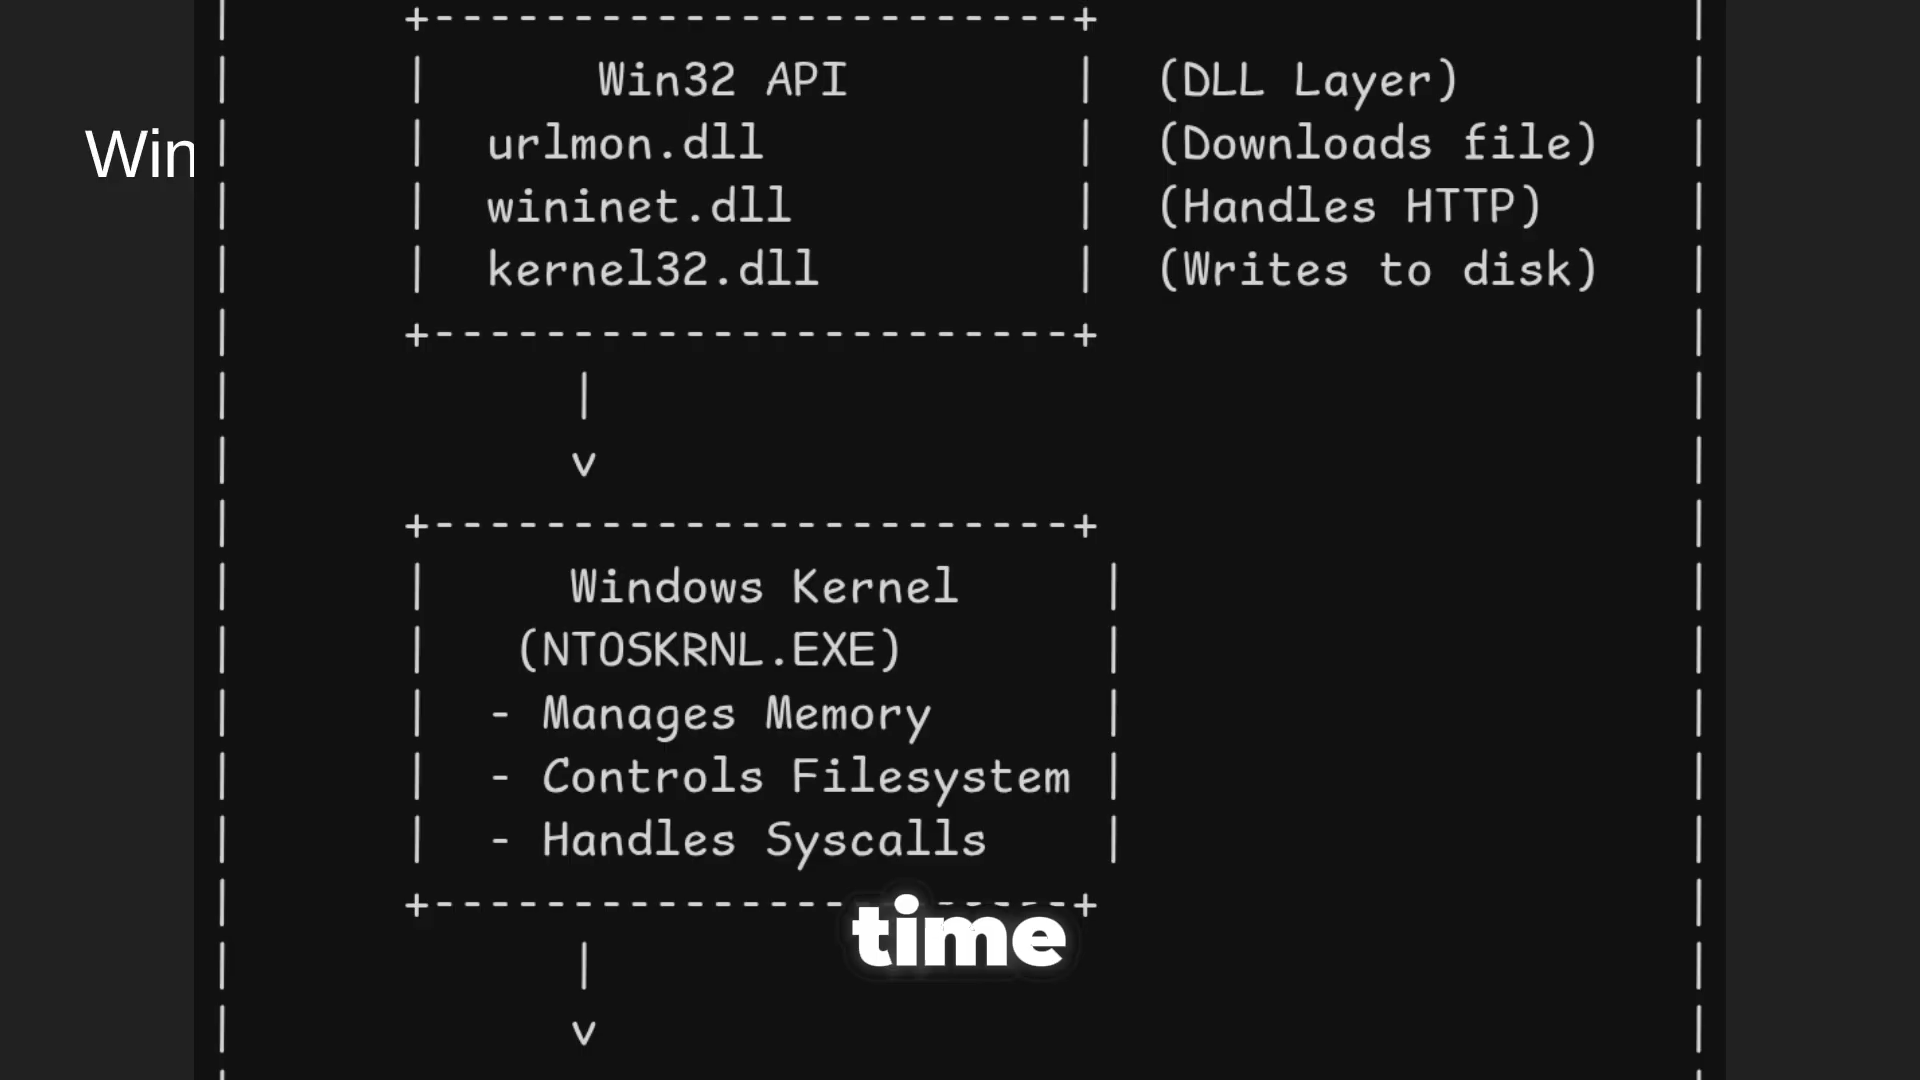 +-----------------------+
Win32 API (DLL Layer)
Win
urlmon.dll (Downloads file)
wininet.dll (Handles HTTP)
kernel32.dll (Writes to disk)
+-----------------------+
|
v
+-----------------------+
Windows Kernel
(NTOSKRNL.EXE)
- Manages Memory
- Controls Filesystem
- Handles Syscalls
+-----------------------+
time
|
v